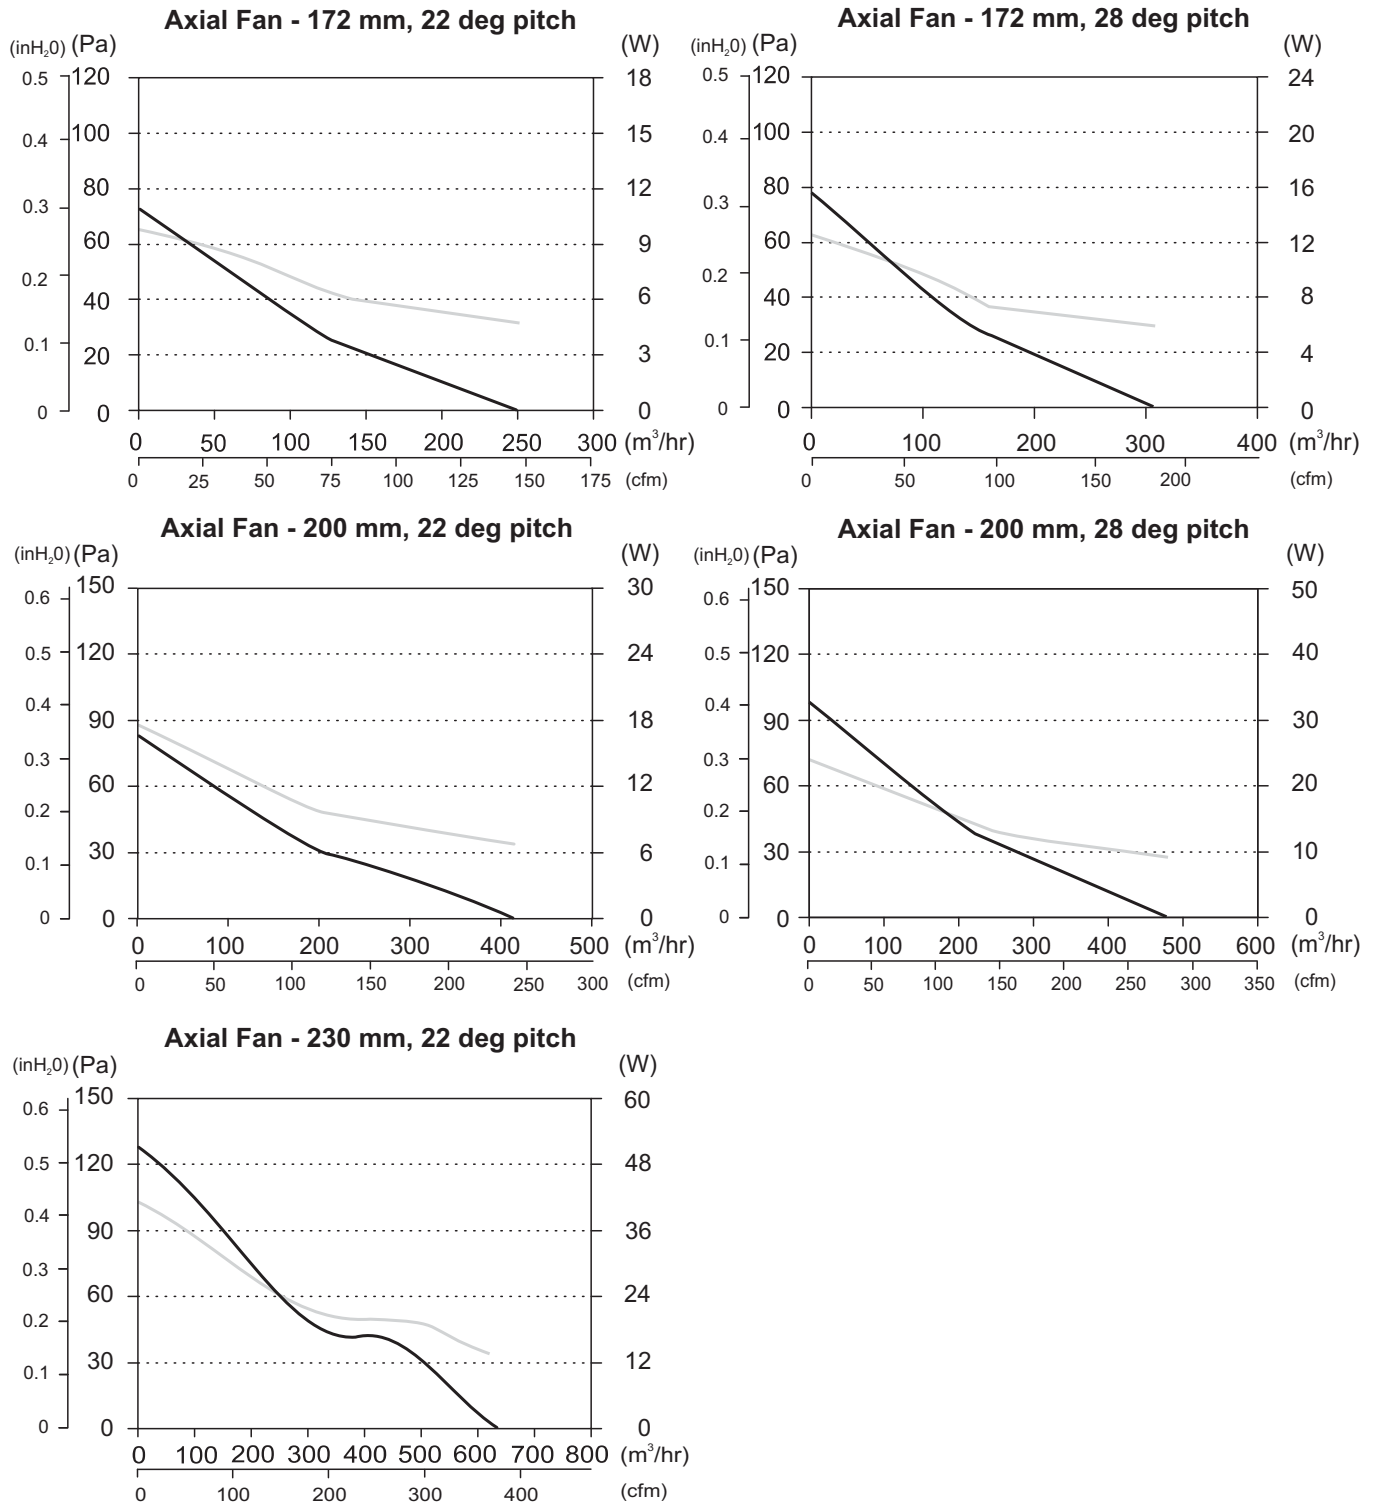 Axial Fan - 172 mm, 22 deg pitch
(inH20) (Pa) (W)
0.5 120 18
100 15
0.4
80 12
0.3
60 9
0.2
40 6
0.1
20 3
0 0 0
0 50 100 150 200 250 300 (m3/hr)
0 25 50 75 100 125 150 175 (cfm)
Axial Fan - 172 mm, 28 deg pitch
(inH20) (Pa) (W)
0.5 120 24
100 20
0.4
80 16
0.3
60 12
0.2
40 8
0.1
20 4
0 0 0
0 100 200 300 400 (m3/hr)
0 50 100 150 200 (cfm)
Axial Fan - 200 mm, 22 deg pitch
(inH20) (Pa) (W)
150 30
0.6
0.5 120 24
0.4
90 18
0.3
60 12
0.2
30 6
0.1
0 0 0
0 100 200 300 400 500 (m3/hr)
0 50 100 150 200 250 300 (cfm)
Axial Fan - 200 mm, 28 deg pitch
(inH20) (Pa) (W)
150 50
0.6
0.5 120 40
0.4
90 30
0.3
60 20
0.2
30 10
0.1
0 0 0
0 100 200 300 400 500 600 (m3/hr)
0 50 100 150 200 250 300 350 (cfm)
Axial Fan - 230 mm, 22 deg pitch
(inH20) (Pa) (W)
150 60
0.6
0.5 120 48
0.4
90 36
0.3
60 24
0.2
30 12
0.1
0 0 0
0 100 200 300 400 500 600 700 800 (m3/hr)
0 100 200 300 400 (cfm)